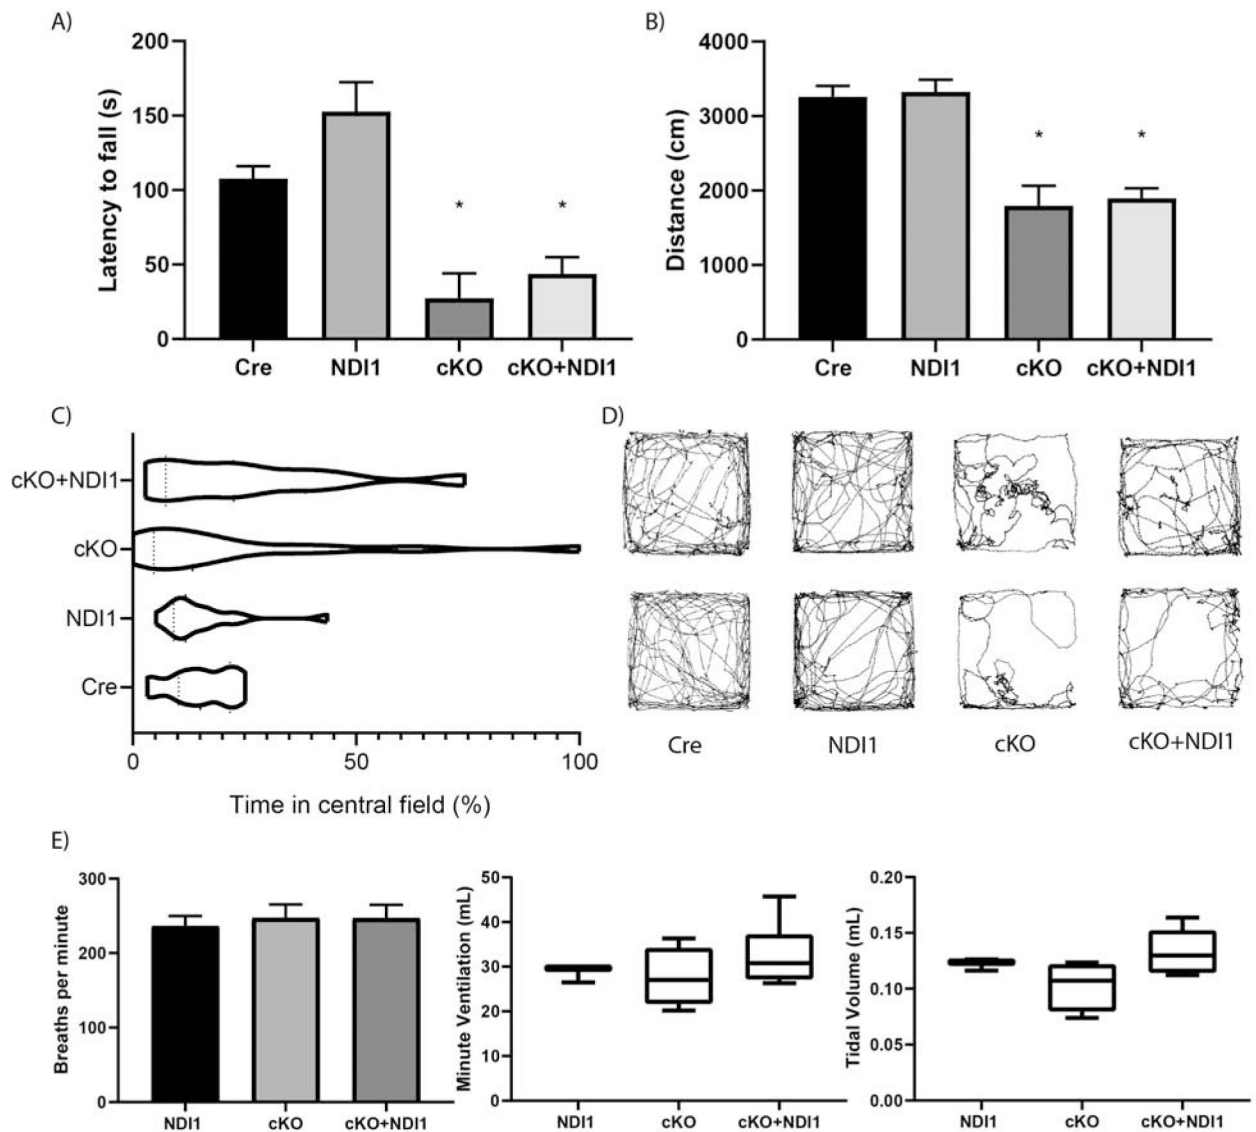 A)
Latency to fall (s)
200
150
100
50
0
*
*
Cre NDI1 cKO cKO+NDI1
B)
Distance (cm)
4000
3000
2000
1000
0
*
*
Cre NDI1 cKO cKO+NDI1
C)
cKO+NDI1
cKO
NDI1
Cre
0 50 100
Time in central field (%)
D)
Cre NDI1 cKO cKO+NDI1
E)
Breaths per minute
300
200
100
0
NDI1 cKO cKO+NDI1
Minute Ventilation (mL)
50
40
30
20
10
0
NDI1 cKO cKO+NDI1
Tidal Volume (mL)
0.20
0.15
0.10
0.05
0.00
NDI1 cKO cKO+NDI1